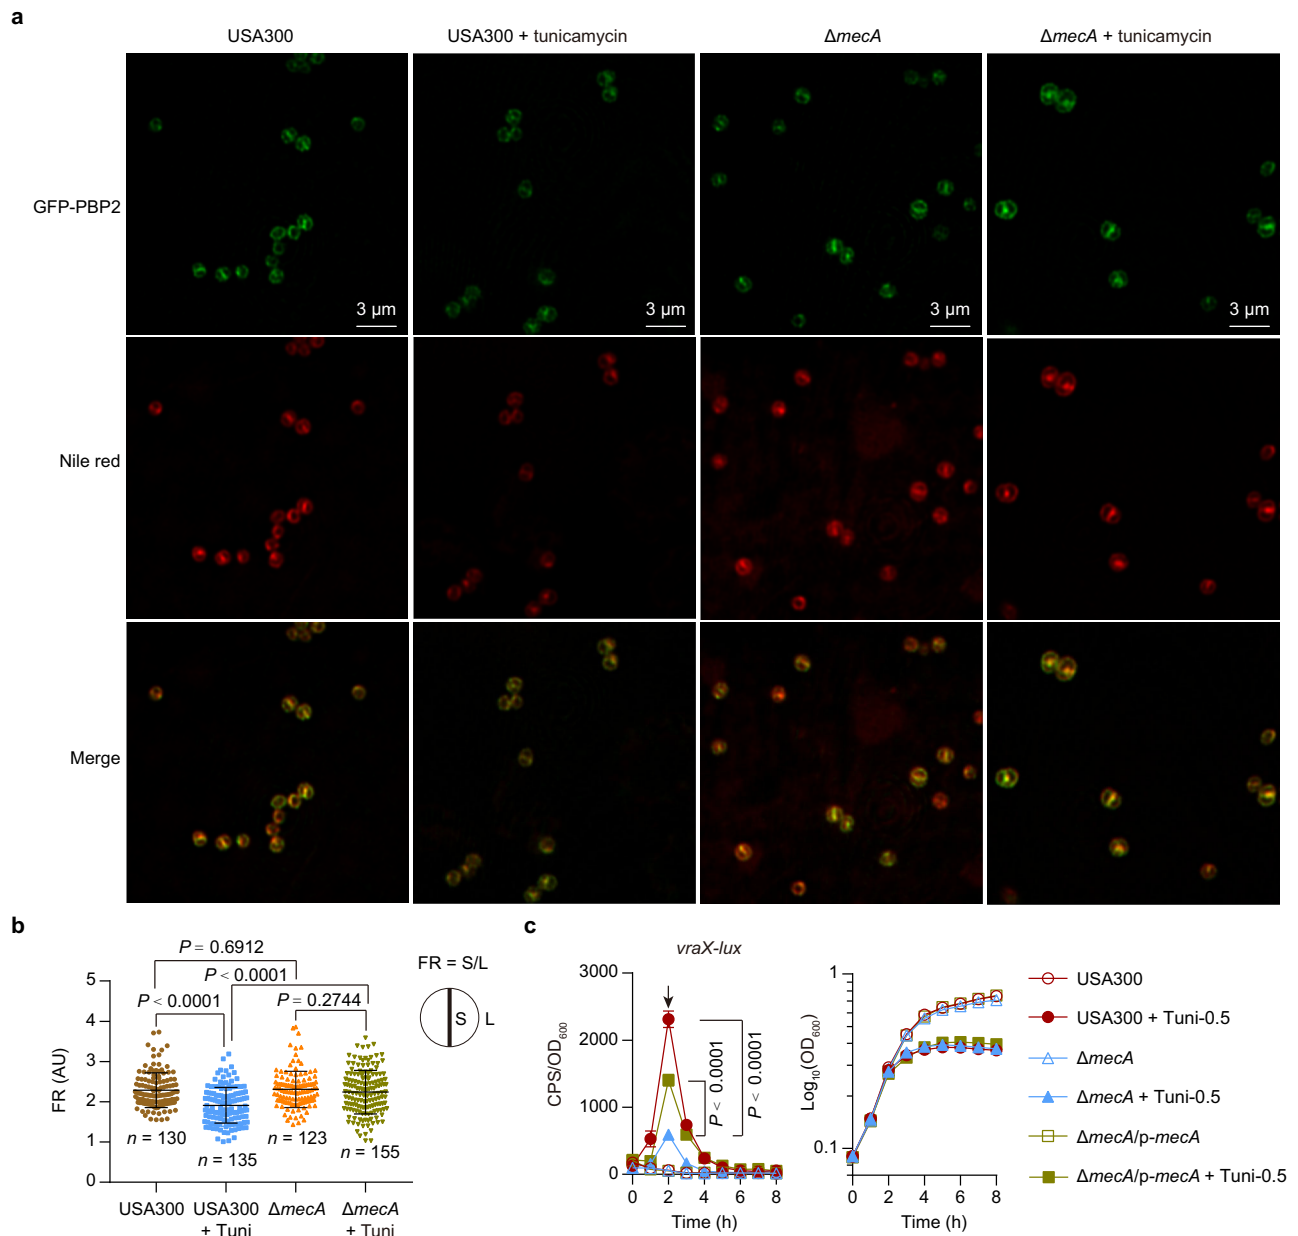 a
USA300
USA300 + tunicamycin
ΔmecA
ΔmecA + tunicamycin
GFP-PBP2
3 μm
3 μm
3 μm
3 μm
Nile red
Merge
b
P = 0.6912
P < 0.0001
P < 0.0001
P = 0.2744
FR = S/L
S
L
FR (AU)
5
4
3
2
1
0
n = 130
n = 135
n = 123
n = 155
USA300
USA300
+ Tuni
ΔmecA
ΔmecA
+ Tuni
c
vraX-lux
CPS/OD600
3000
2000
1000
0
P < 0.0001
P < 0.0001
0 2 4 6 8
Time (h)
Log10(OD600)
1
0.1
0 2 4 6 8
Time (h)
USA300
USA300 + Tuni-0.5
ΔmecA
ΔmecA + Tuni-0.5
ΔmecA/p-mecA
ΔmecA/p-mecA + Tuni-0.5